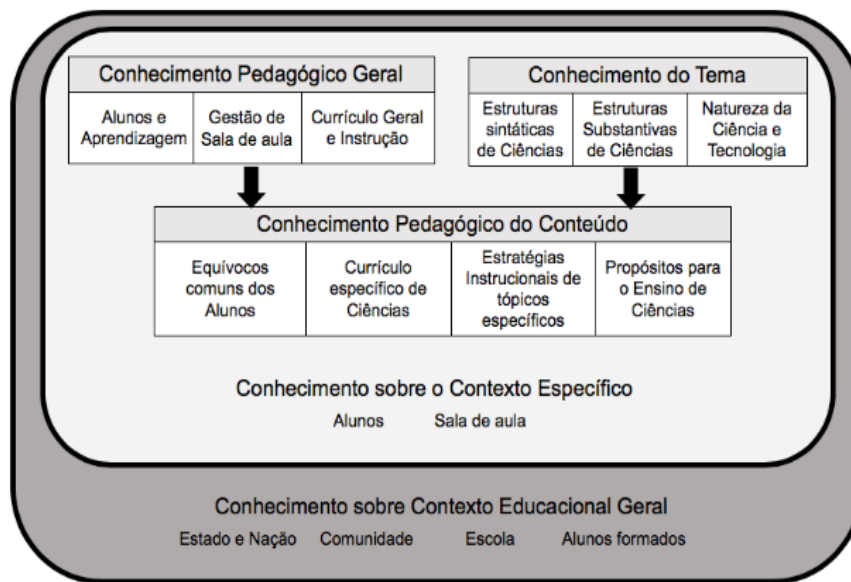 Conhecimento Pedagógico Geral
Alunos e
Aprendizagem
Gestão de
Sala de aula
Currículo Geral
e Instrução
Conhecimento do Tema
Estruturas
sintáticas
de Ciências
Estruturas
Substantivas
de Ciências
Natureza da
Ciência e
Tecnologia
Conhecimento Pedagógico do Conteúdo
Equívocos
comuns dos
Alunos
Currículo
específico de
Ciências
Estratégias
Instrucionais de
tópicos
específicos
Propósitos para
o Ensino de
Ciências
Conhecimento sobre o Contexto Específico
Alunos
Sala de aula
Conhecimento sobre Contexto Educacional Geral
Estado e Nação
Comunidade
Escola
Alunos formados